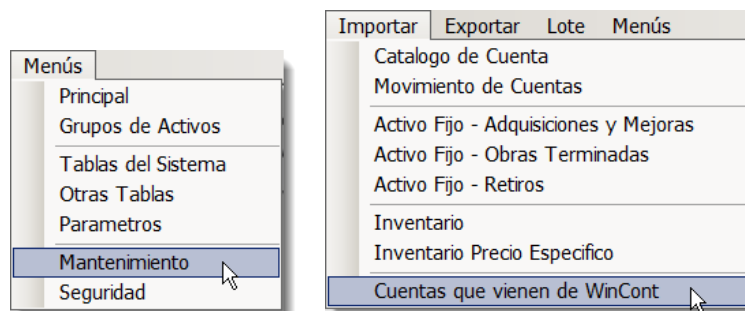 Menús
Principal
Grupos de Activos
Tablas del Sistema
Otras Tablas
Parametros
Mantenimiento
Seguridad
Importar Exportar Lote Menús
Catalogo de Cuenta
Movimiento de Cuentas
Activo Fijo - Adquisiciones y Mejoras
Activo Fijo - Obras Terminadas
Activo Fijo - Retiros
Inventario
Inventario Precio Especifico
Cuentas que vienen de WinCont